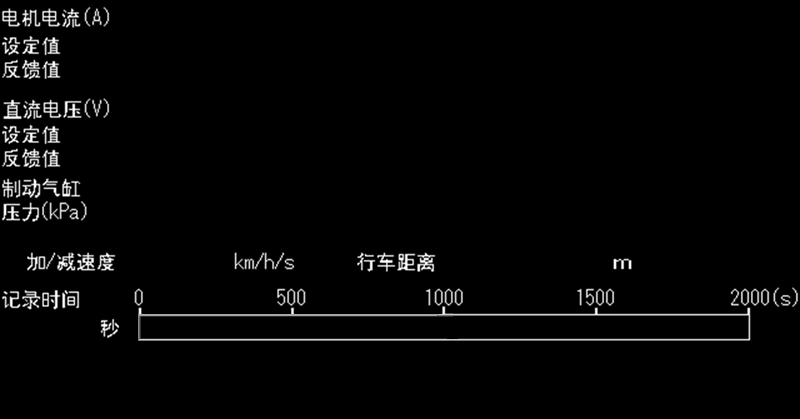 电机电流(A)
设定值
反馈值
直流电压(V)
设定值
反馈值
制动气缸
压力(kPa)
加/减速度 km/h/s 行车距离 m
记录时间 0 500 1000 1500 2000(s)
秒